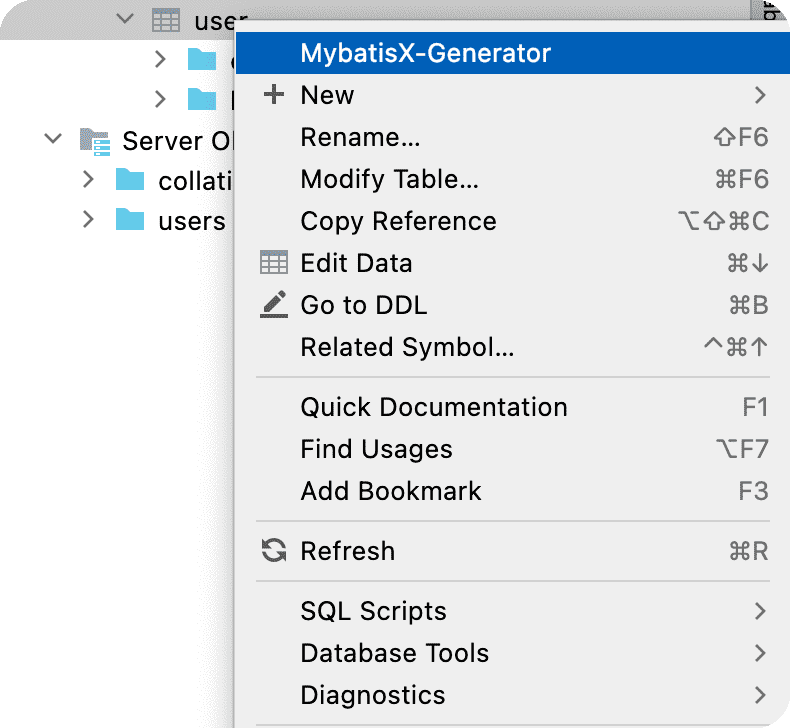 user
MybatisX-Generator
New
Rename... ⇧F6
Server
Modify Table... ⌘F6
users
Copy Reference ⌥⇧⌘C
Edit Data ⌘↓
Go to DDL ⌘B
Related Symbol... ^⌘↑
Quick Documentation F1
Find Usages ⌥F7
Add Bookmark F3
Refresh ⌘R
SQL Scripts
Database Tools
Diagnostics